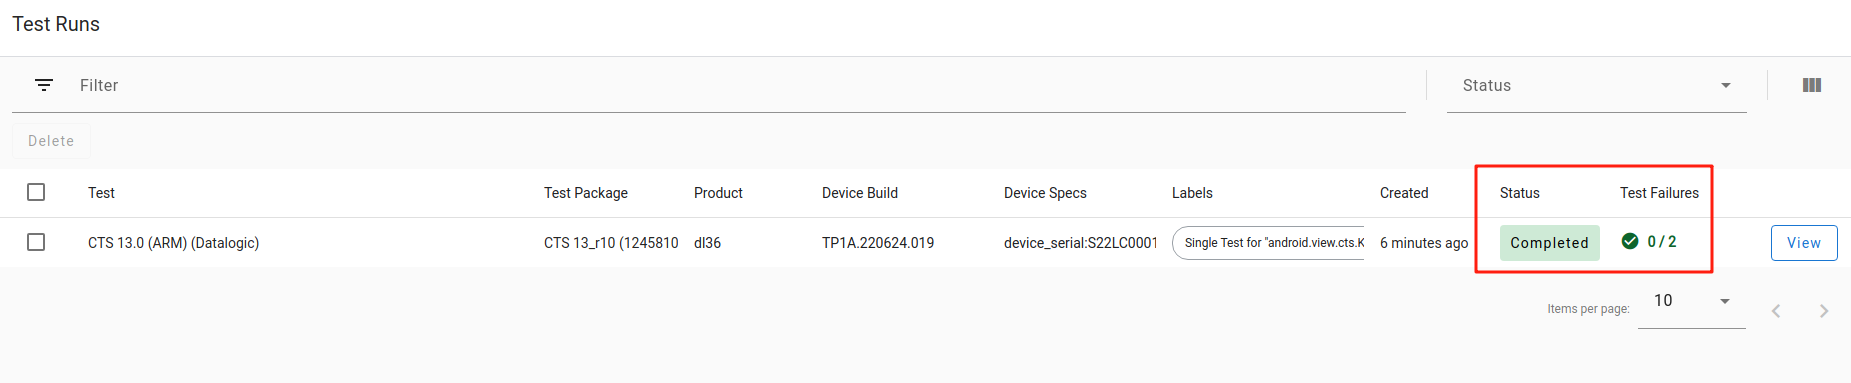 Test Runs
Filter
Status
Delete
Test Test Package Product Device Build Device Specs Labels Created Status Test Failures
CTS 13.0 (ARM) (Datalogic) CTS 13_r10 (1245810 dl36 TP1A.220624.019 device_serial:S22LC0001 Single Test for "android.view.cts.K 6 minutes ago Completed 0 / 2 View
Items per page: 10